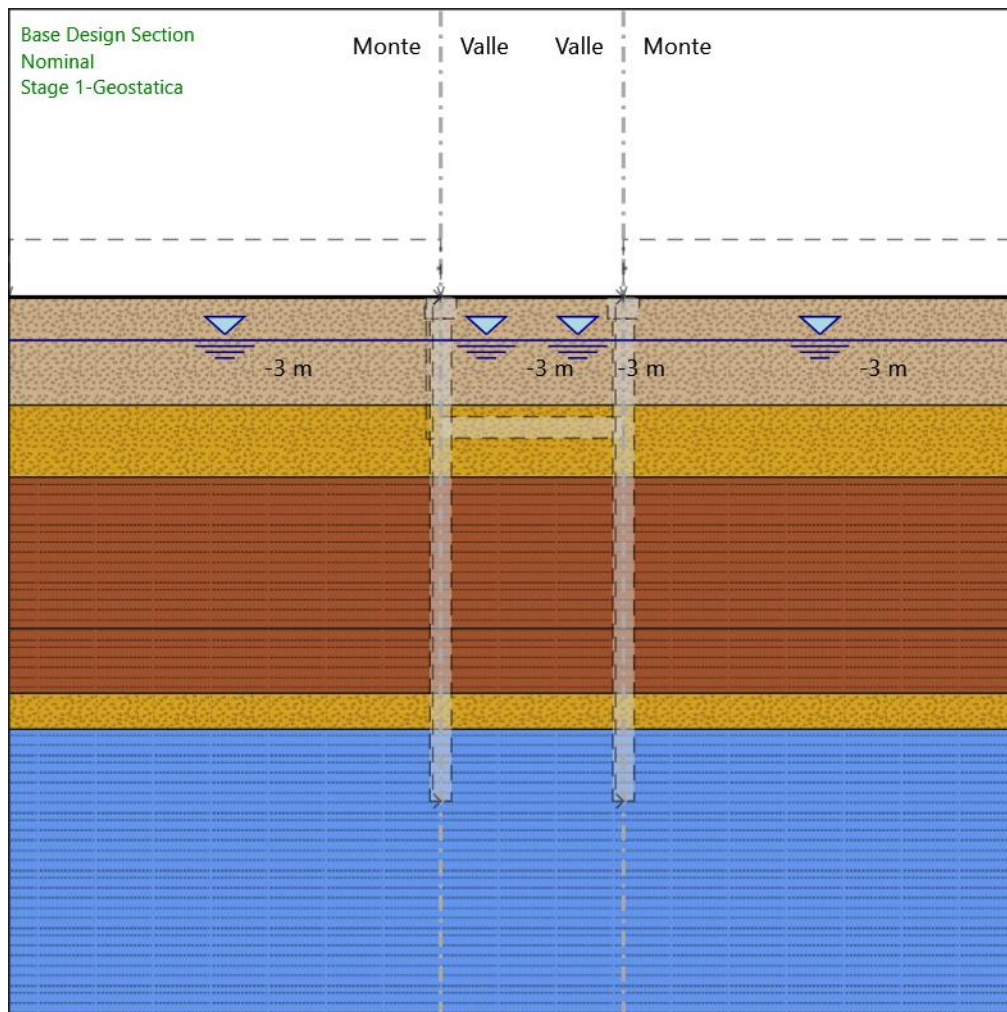 Base Design Section
Nominal
Stage 1-Geostatica
Monte Valle Valle Monte
-3 m -3 m -3 m -3 m